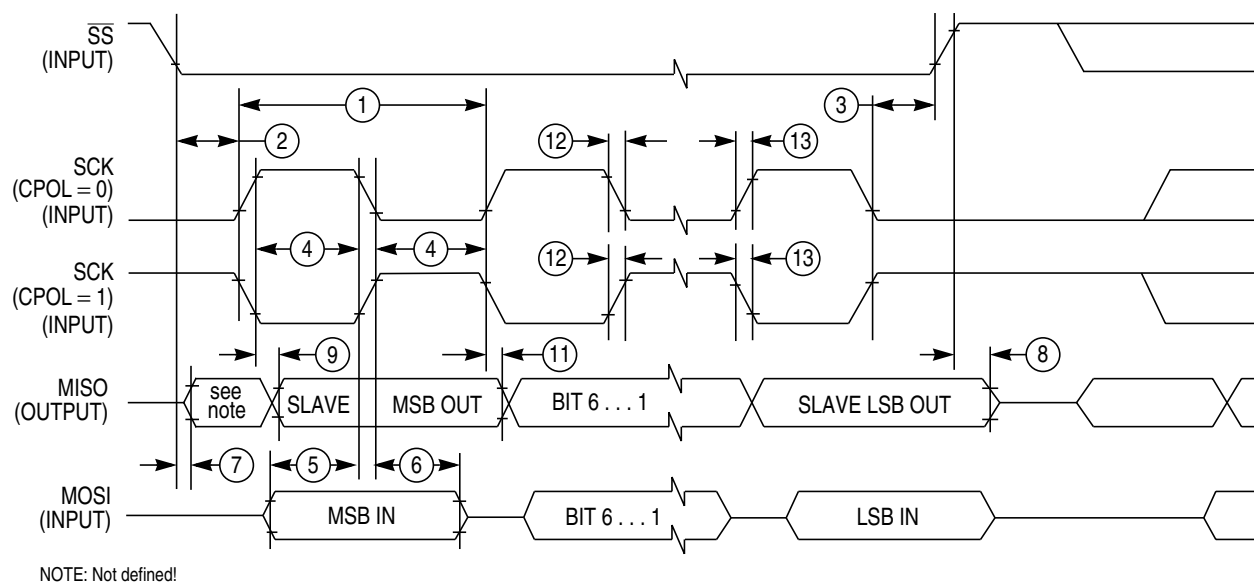 SS
(INPUT)
1
3
2
12
13
SCK
(CPOL = 0)
(INPUT)
4
4
SCK
(CPOL = 1)
(INPUT)
12
13
9
11
8
MISO
(OUTPUT)
see
note
SLAVE
MSB OUT
BIT 6 . . . 1
SLAVE LSB OUT
7
5
6
MOSI
(INPUT)
MSB IN
BIT 6 . . . 1
LSB IN
NOTE: Not defined!